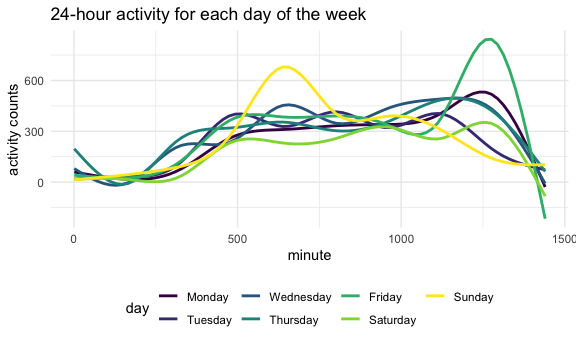 24-hour activity for each day of the week
activity counts
600
300
0
0 500 1000 1500
minute
day
Monday Wednesday Friday Sunday
Tuesday Thursday Saturday